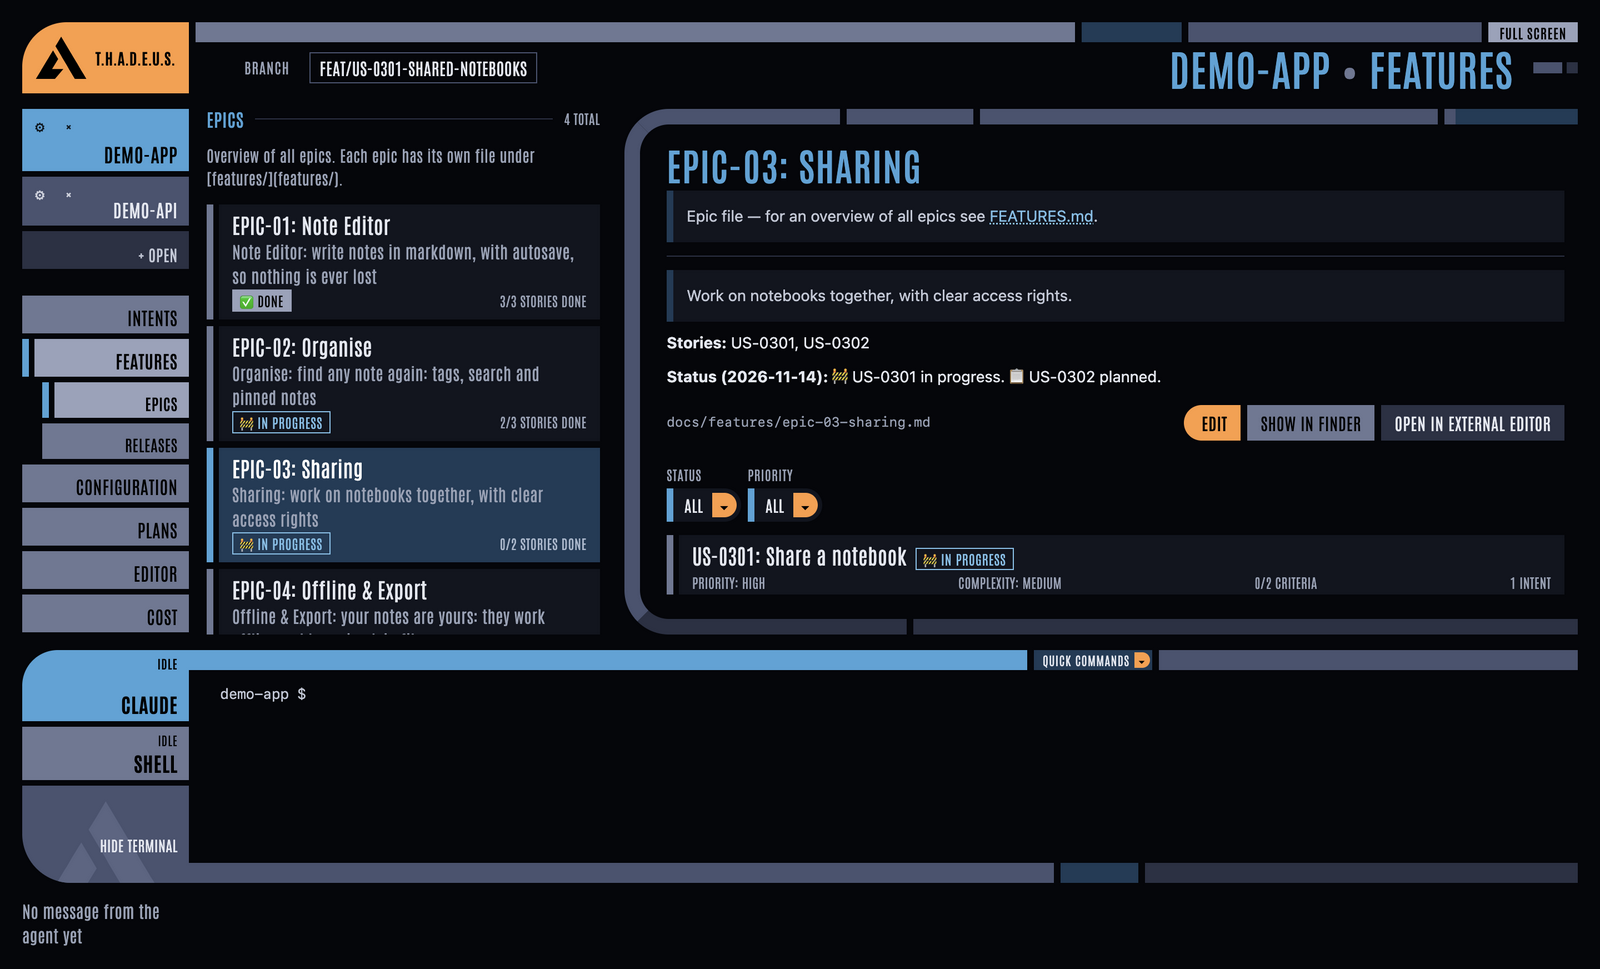 T.H.A.D.E.U.S.
FULL SCREEN
BRANCH
FEAT/US-0301-SHARED-NOTEBOOKS
DEMO-APP • FEATURES
DEMO-APP
DEMO-API
+ OPEN
INTENTS
FEATURES
EPICS
RELEASES
CONFIGURATION
PLANS
EDITOR
COST
EPICS
4 TOTAL
Overview of all epics. Each epic has its own file under
[features/](features/).
EPIC-01: Note Editor
Note Editor: write notes in markdown, with autosave,
so nothing is ever lost
✅ DONE
3/3 STORIES DONE
EPIC-02: Organise
Organise: find any note again: tags, search and
pinned notes
🚧 IN PROGRESS
2/3 STORIES DONE
EPIC-03: Sharing
Sharing: work on notebooks together, with clear
access rights
🚧 IN PROGRESS
0/2 STORIES DONE
EPIC-04: Offline & Export
Offline & Export: your notes are yours: they work
EPIC-03: SHARING
Epic file — for an overview of all epics see FEATURES.md.
Work on notebooks together, with clear access rights.
Stories: US-0301, US-0302
Status (2026-11-14): 🚧 US-0301 in progress. 📋 US-0302 planned.
docs/features/epic-03-sharing.md
EDIT
SHOW IN FINDER
OPEN IN EXTERNAL EDITOR
STATUS
PRIORITY
ALL
ALL
US-0301: Share a notebook
🚧 IN PROGRESS
PRIORITY: HIGH
COMPLEXITY: MEDIUM
0/2 CRITERIA
1 INTENT
IDLE
CLAUDE
IDLE
SHELL
HIDE TERMINAL
QUICK COMMANDS
demo-app $
No message from the
agent yet